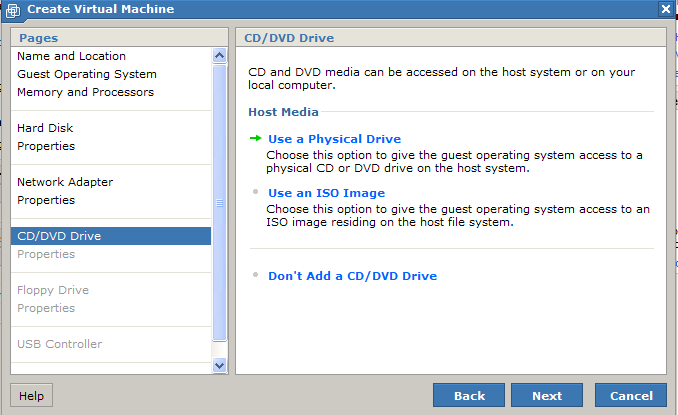 Create Virtual Machine
Pages
Name and Location
Guest Operating System
Memory and Processors
Hard Disk
Properties
Network Adapter
Properties
CD/DVD Drive
Properties
Floppy Drive
Properties
USB Controller
CD/DVD Drive
CD and DVD media can be accessed on the host system or on your
local computer.
Host Media
Use a Physical Drive
Choose this option to give the guest operating system access to a
physical CD or DVD drive on the host system.
Use an ISO Image
Choose this option to give the guest operating system access to an
ISO image residing on the host file system.
Don't Add a CD/DVD Drive
Help
Back
Next
Cancel